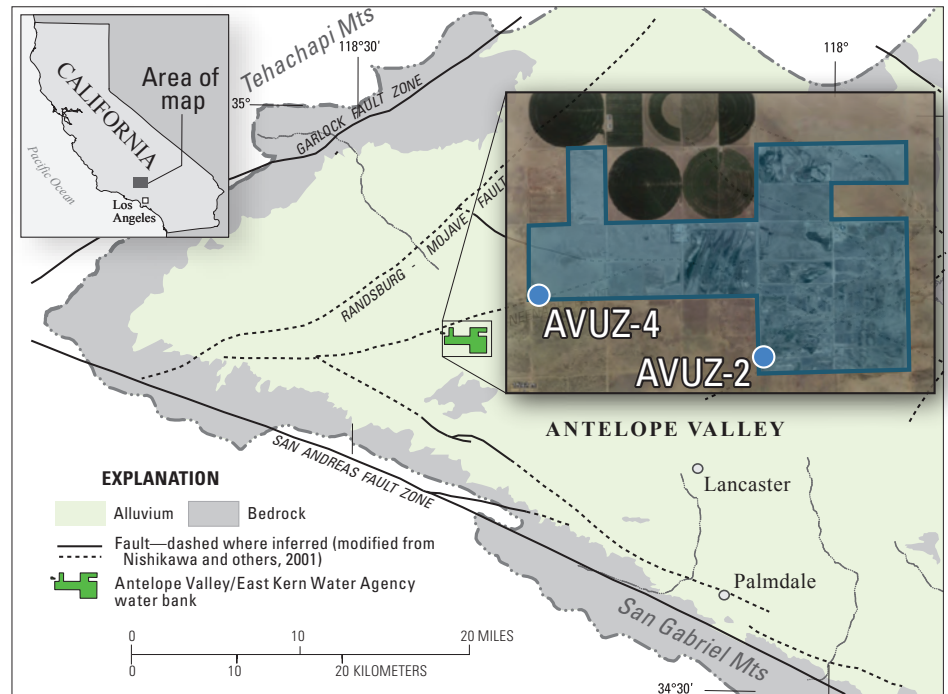 Tehachapi Mts
118°30'
118°
35°
GARLOCK FAULT ZONE
CALIFORNIA
Area of
map
Pacific Ocean
Los
Angeles
RANDSBURG - MOJAVE FAULT
AVUZ-4
AVUZ-2
ANTELOPE VALLEY
SAN ANDREAS FAULT ZONE
Lancaster
Palmdale
San Gabriel Mts
34°30'
EXPLANATION
Alluvium
Bedrock
Fault—dashed where inferred (modified from
Nishikawa and others, 2001)
Antelope Valley/East Kern Water Agency
water bank
0 10 20 MILES
0 10 20 KILOMETERS